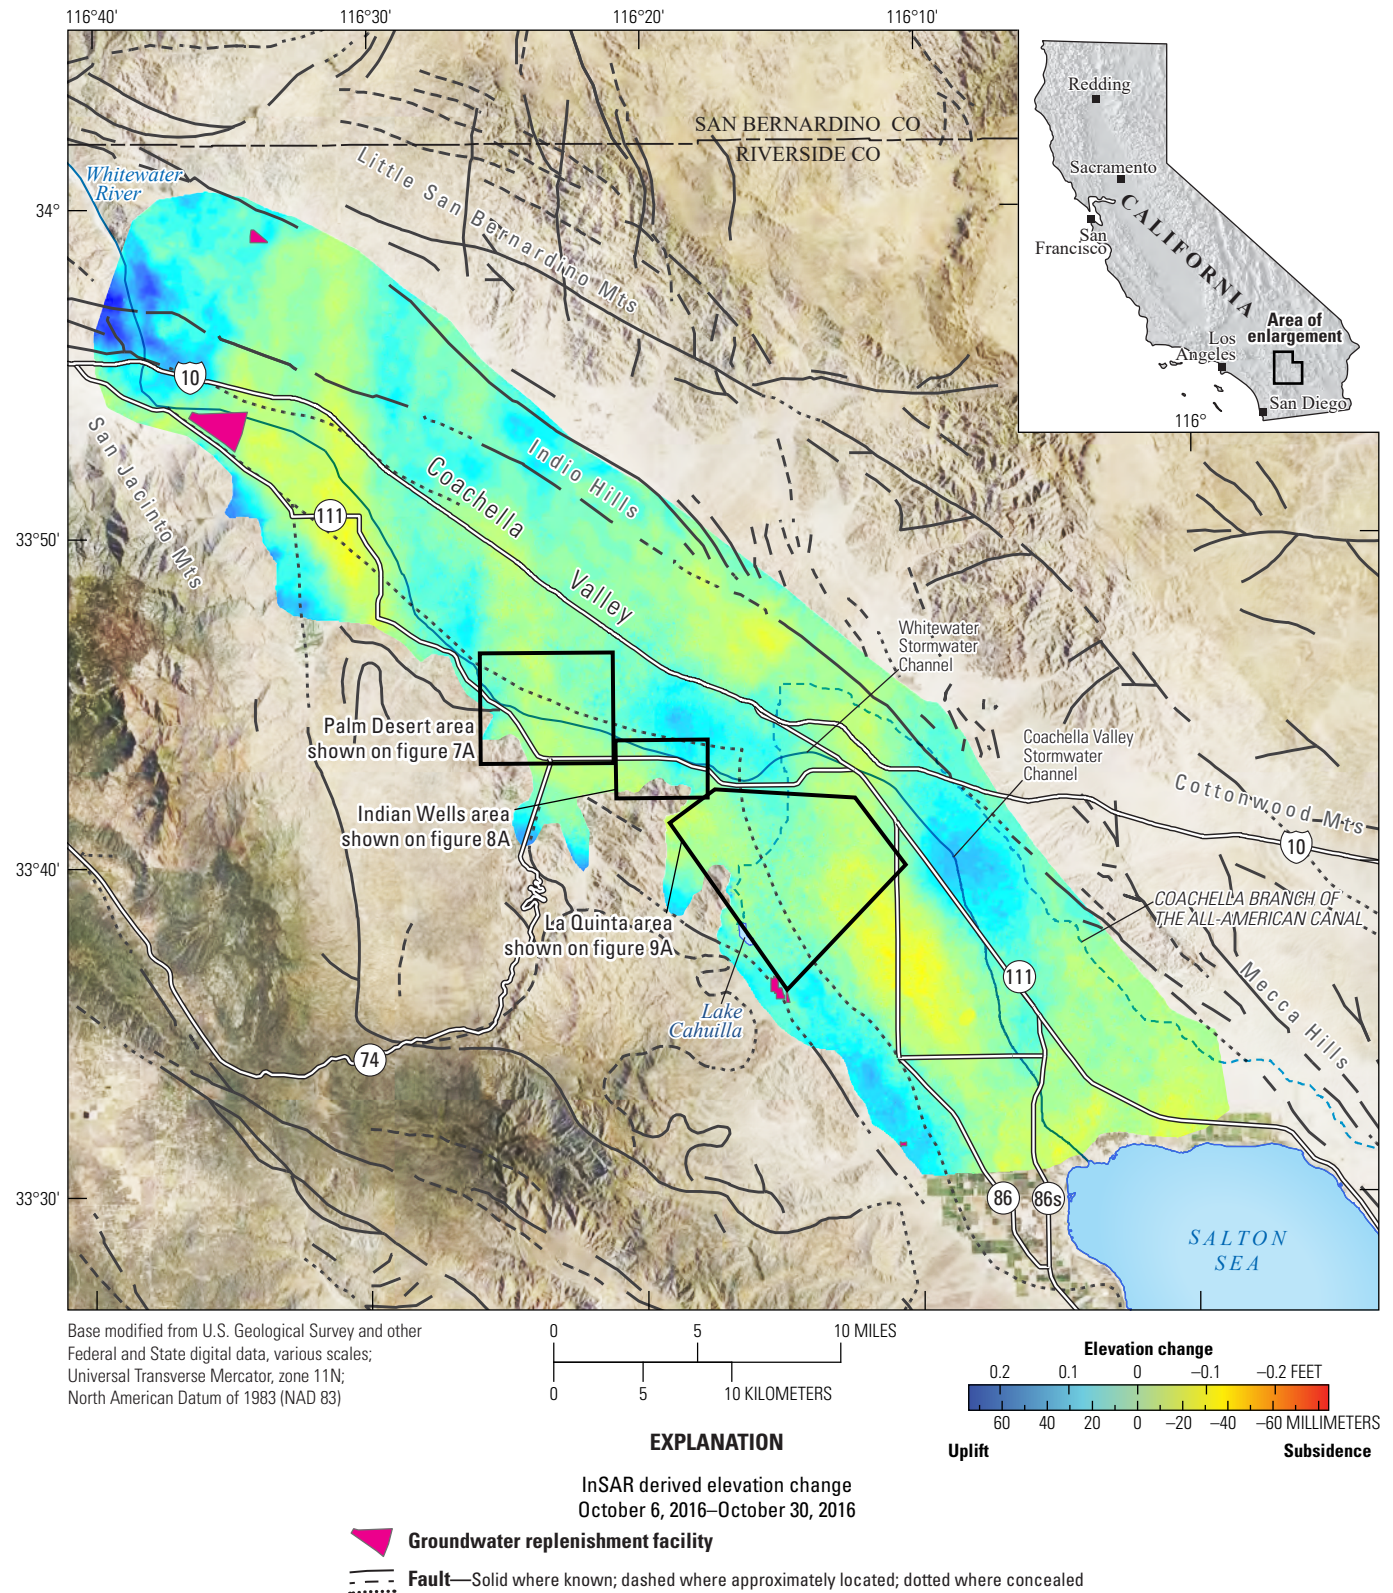 116°40'
116°30'
116°20'
116°10'
SAN BERNARDINO CO
RIVERSIDE CO
Redding
Sacramento
San
Francisco
CALIFORNIA
Los
Angeles
Area of
enlargement
San Diego
116°
Whitewater
River
34°
Little San Bernardino Mts
10
San Jacinto Mts
Indio Hills
Coachella
Valley
111
33°50'
Whitewater
Stormwater
Channel
Palm Desert area
shown on figure 7A
Coachella Valley
Stormwater
Channel
Cottonwood Mts
Indian Wells area
shown on figure 8A
10
33°40'
COACHELLA BRANCH OF
THE ALL-AMERICAN CANAL
La Quinta area
shown on figure 9A
111
Mecca Hills
Lake
Cahuilla
74
33°30'
86
86s
SALTON
SEA
Base modified from U.S. Geological Survey and other
Federal and State digital data, various scales;
Universal Transverse Mercator, zone 11N;
North American Datum of 1983 (NAD 83)
0 5 10 MILES
0 5 10 KILOMETERS
Elevation change
0.2 0.1 0 –0.1 –0.2 FEET
60 40 20 0 –20 –40 –60 MILLIMETERS
Uplift Subsidence
EXPLANATION
InSAR derived elevation change
October 6, 2016–October 30, 2016
Groundwater replenishment facility
Fault—Solid where known; dashed where approximately located; dotted where concealed